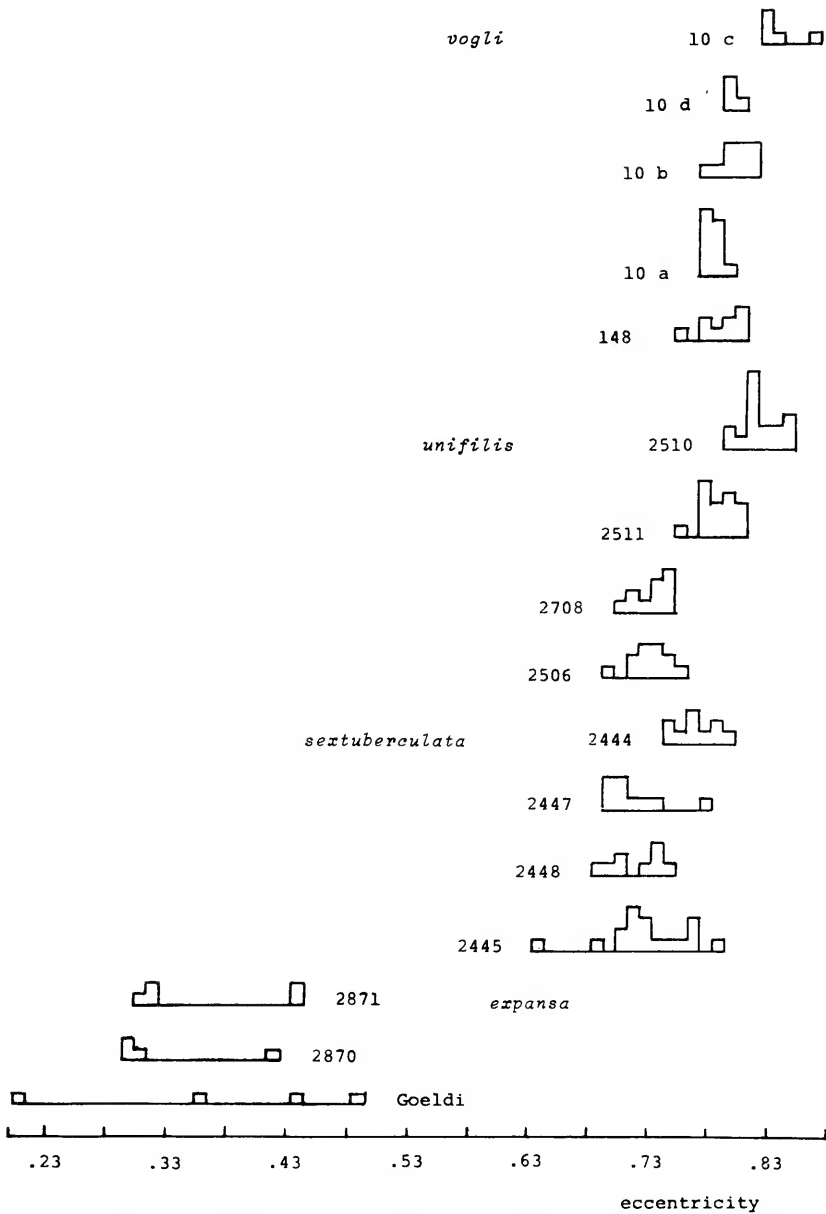 vogli 10 c
10 d
10 b
10 a
148
unifilis 2510
2511
2708
2506
sextuberculata 2444
2447
2448
2445
2871 expansa
2870
Goeldi
.23 .33 .43 .53 .63 .73 .83
eccentricity